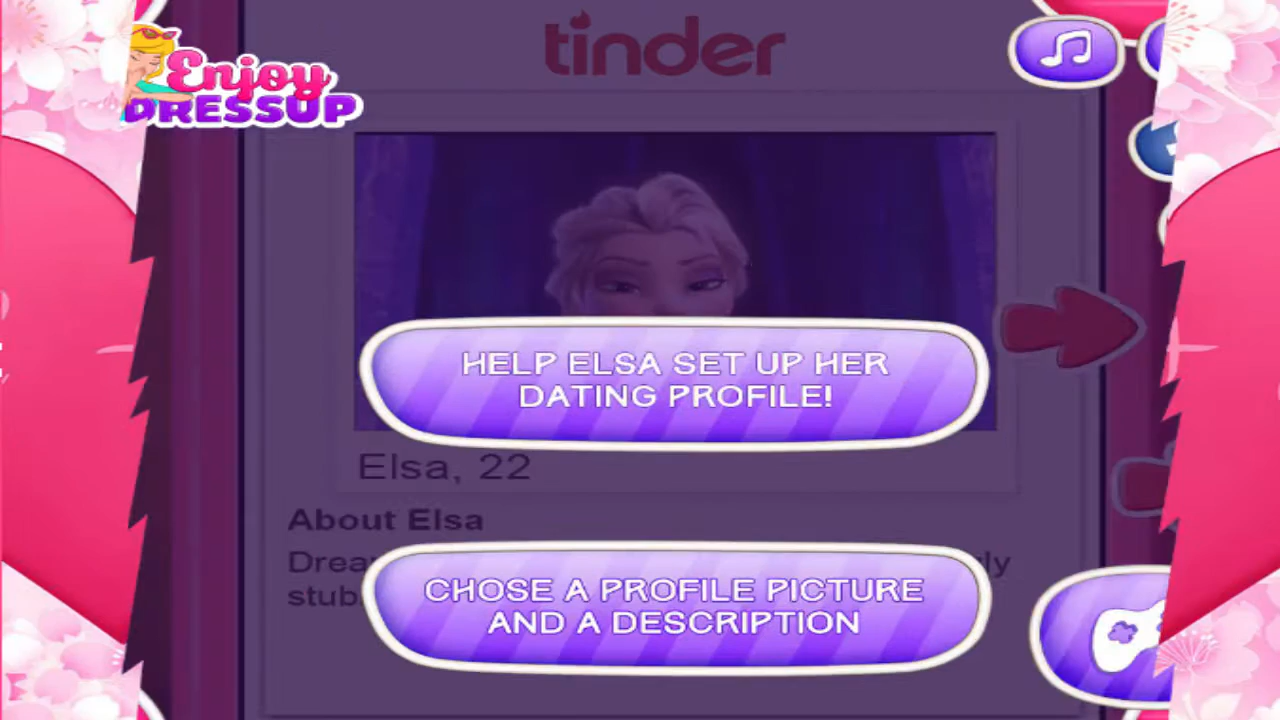 tinder
Enjoy
DRESSUP
HELP ELSA SET UP HER
DATING PROFILE!
Elsa, 22
About Elsa
CHOSE A PROFILE PICTURE
AND A DESCRIPTION